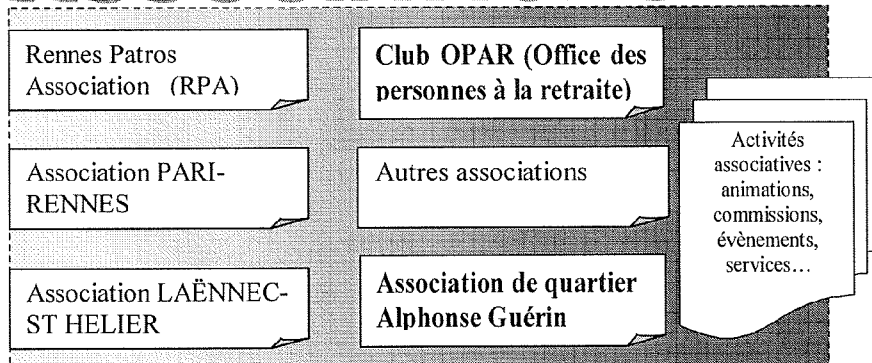 Rennes Patros
Association (RPA)
Club OPAR (Office des
personnes à la retraite)
Association PARI-
RENNES
Autres associations
Association LAËNNEC-
ST HELIER
Association de quartier
Alphonse Guérin
Activités
associatives :
animations,
commissions,
évènements,
services…